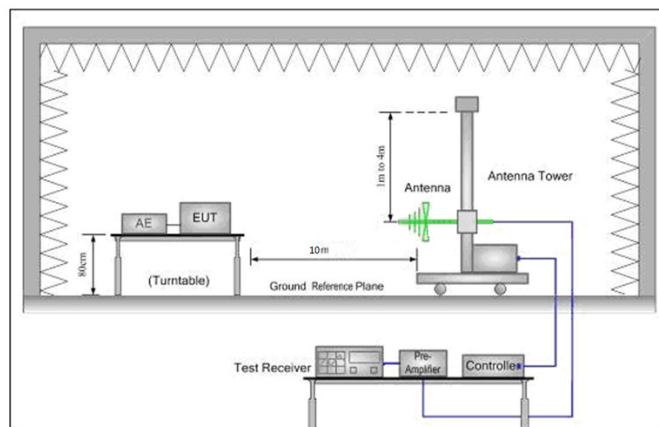 1m to 4m
Antenna
Antenna Tower
AE
EUT
80cm
(Turntable)
10m
Ground Reference Plane
Test Receiver
Pre-
Amplifier
Controller